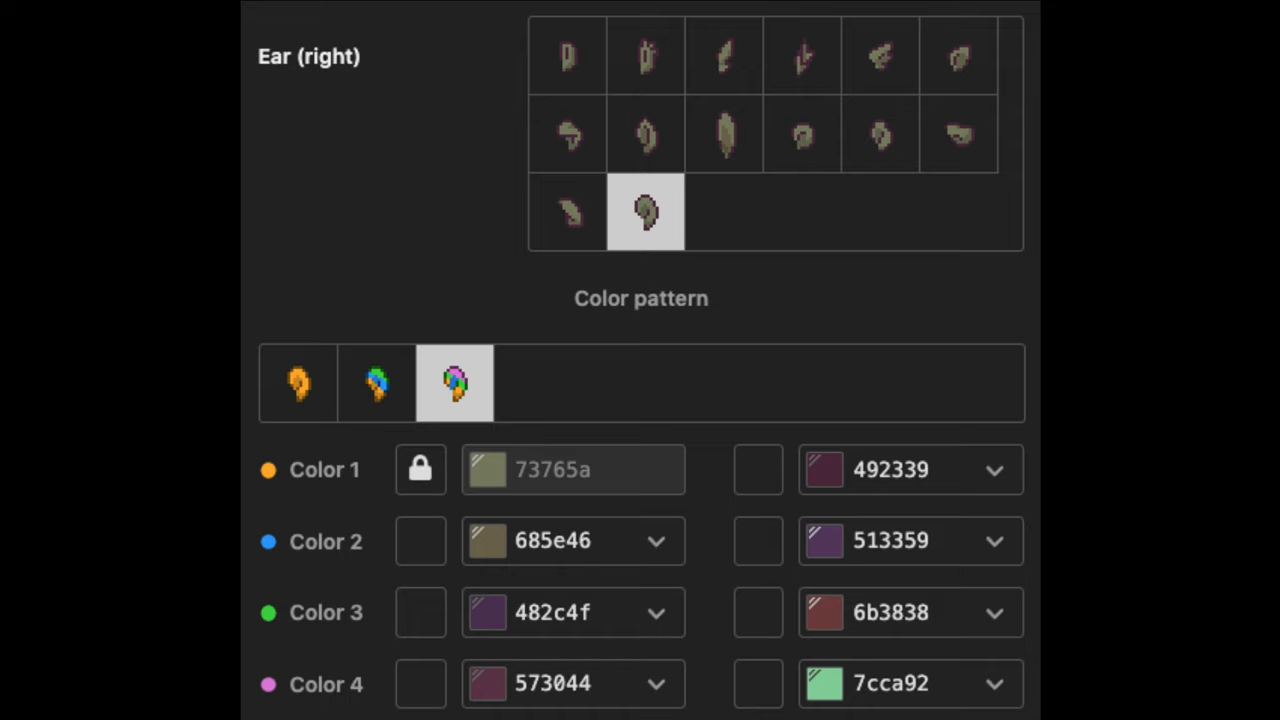 Ear (right)
Color pattern
Color 1 73765a 492339
Color 2 685e46 513359
Color 3 482c4f 6b3838
Color 4 573044 7cca92